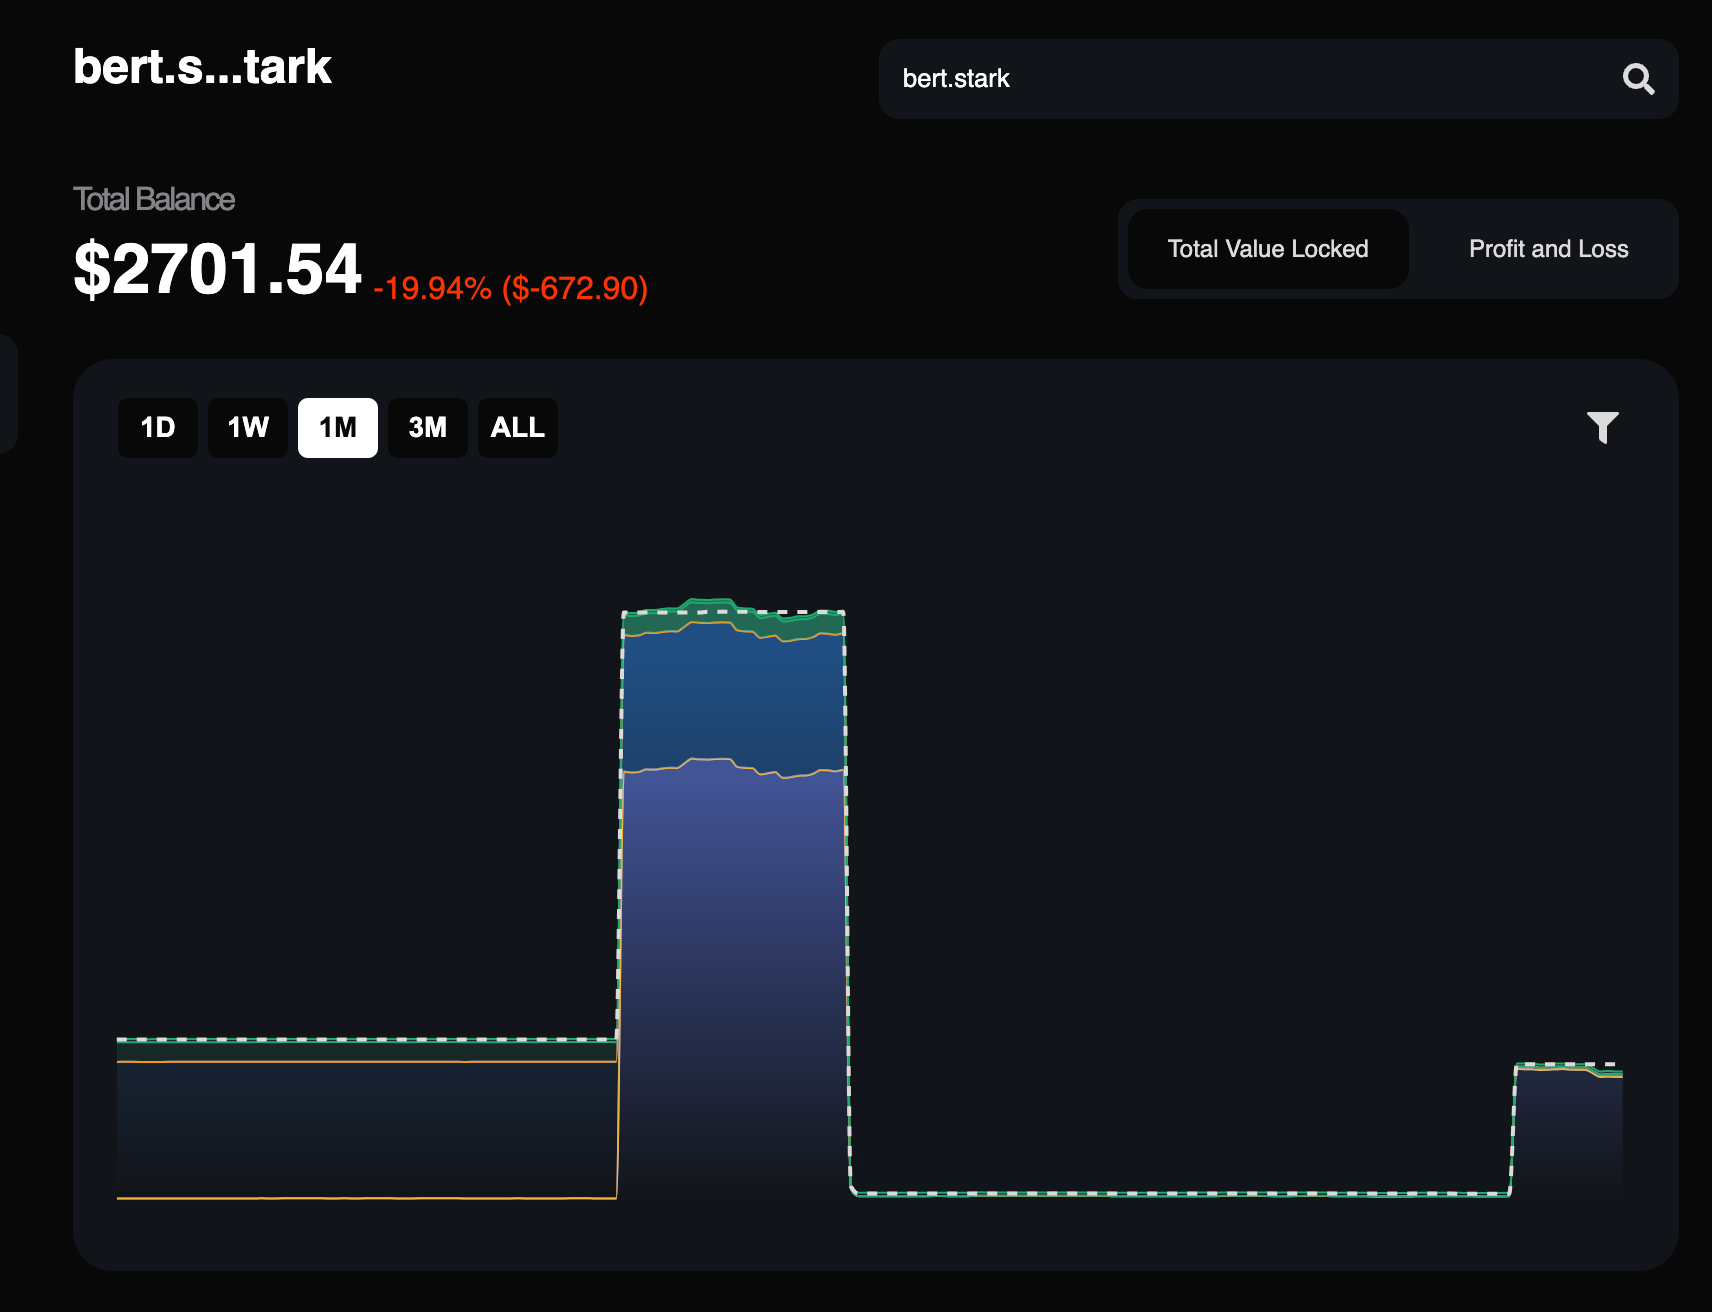 bert.s...tark
bert.stark
Total Balance
$2701.54 -19.94% ($-672.90)
Total Value Locked
Profit and Loss
1D
1W
1M
3M
ALL